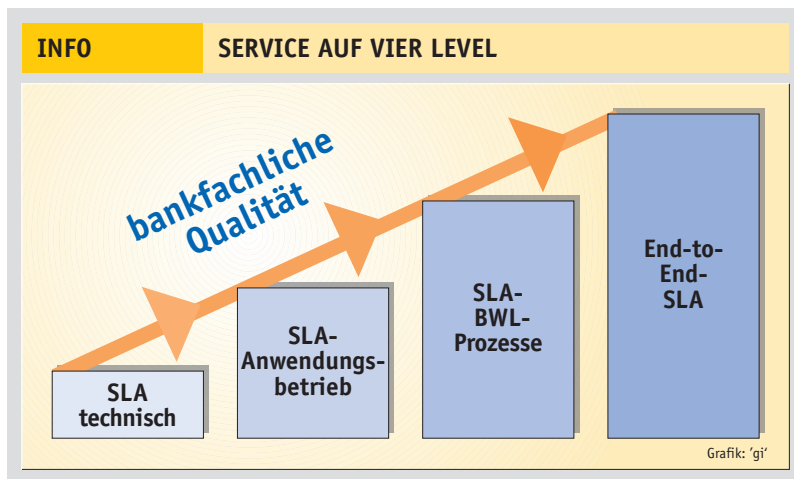 INFO SERVICE AUF VIER LEVEL
bankfachliche
Qualität
SLA
technisch
SLA-
Anwendungs-
betrieb
SLA-
BWL-
Prozesse
End-to-
End-
SLA
Grafik: ’gi‘